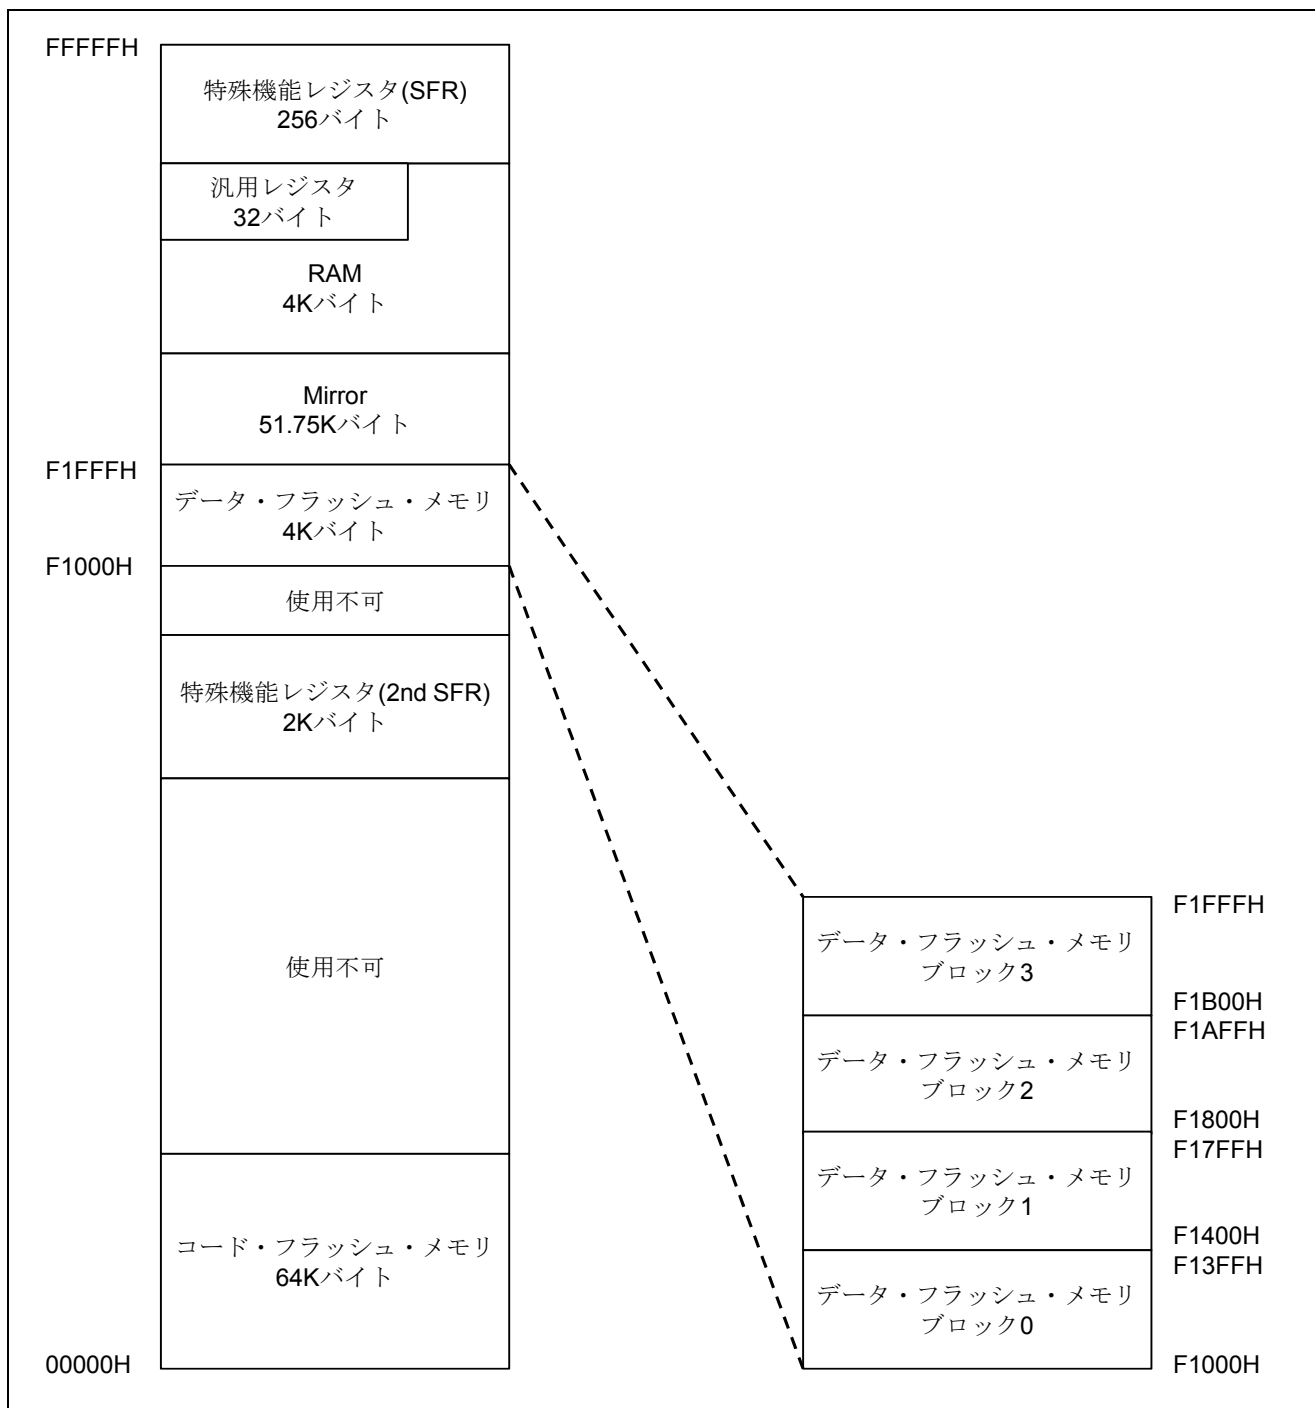 FFFFFH
特殊機能レジスタ(SFR)
256バイト
汎用レジスタ
32バイト
RAM
4Kバイト
Mirror
51.75Kバイト
F1FFFH
データ・フラッシュ・メモリ
4Kバイト
F1000H
使用不可
特殊機能レジスタ(2nd SFR)
2Kバイト
使用不可
コード・フラッシュ・メモリ
64Kバイト
00000H
F1FFFH
データ・フラッシュ・メモリ
ブロック3
F1B00H
F1AFFH
データ・フラッシュ・メモリ
ブロック2
F1800H
F17FFH
データ・フラッシュ・メモリ
ブロック1
F1400H
F13FFH
データ・フラッシュ・メモリ
ブロック0
F1000H